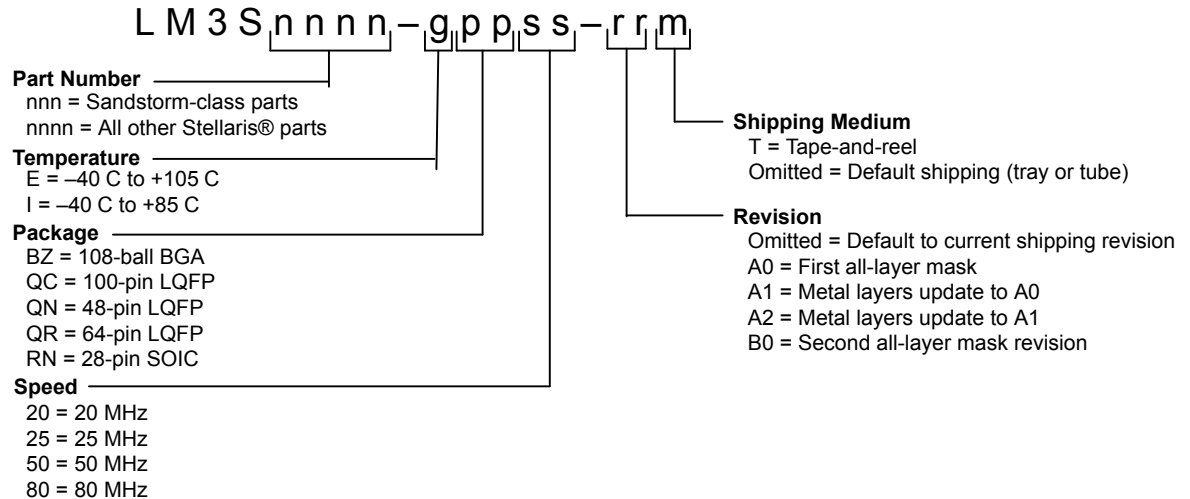 L M 3 S n n n n – g p p s s – r r m
Part Number
nnn = Sandstorm-class parts
nnnn = All other Stellaris® parts
Temperature
E = –40 C to +105 C
I = –40 C to +85 C
Package
BZ = 108-ball BGA
QC = 100-pin LQFP
QN = 48-pin LQFP
QR = 64-pin LQFP
RN = 28-pin SOIC
Speed
20 = 20 MHz
25 = 25 MHz
50 = 50 MHz
80 = 80 MHz
Shipping Medium
T = Tape-and-reel
Omitted = Default shipping (tray or tube)
Revision
Omitted = Default to current shipping revision
A0 = First all-layer mask
A1 = Metal layers update to A0
A2 = Metal layers update to A1
B0 = Second all-layer mask revision